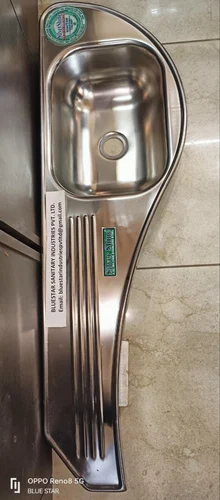 BLUESTAR SANITARY INDUSTRIES PVT. LTD.
Email: bluestarindustriespvtltd@gmail.com
OPPO Reno8 5G
BLUE STAR